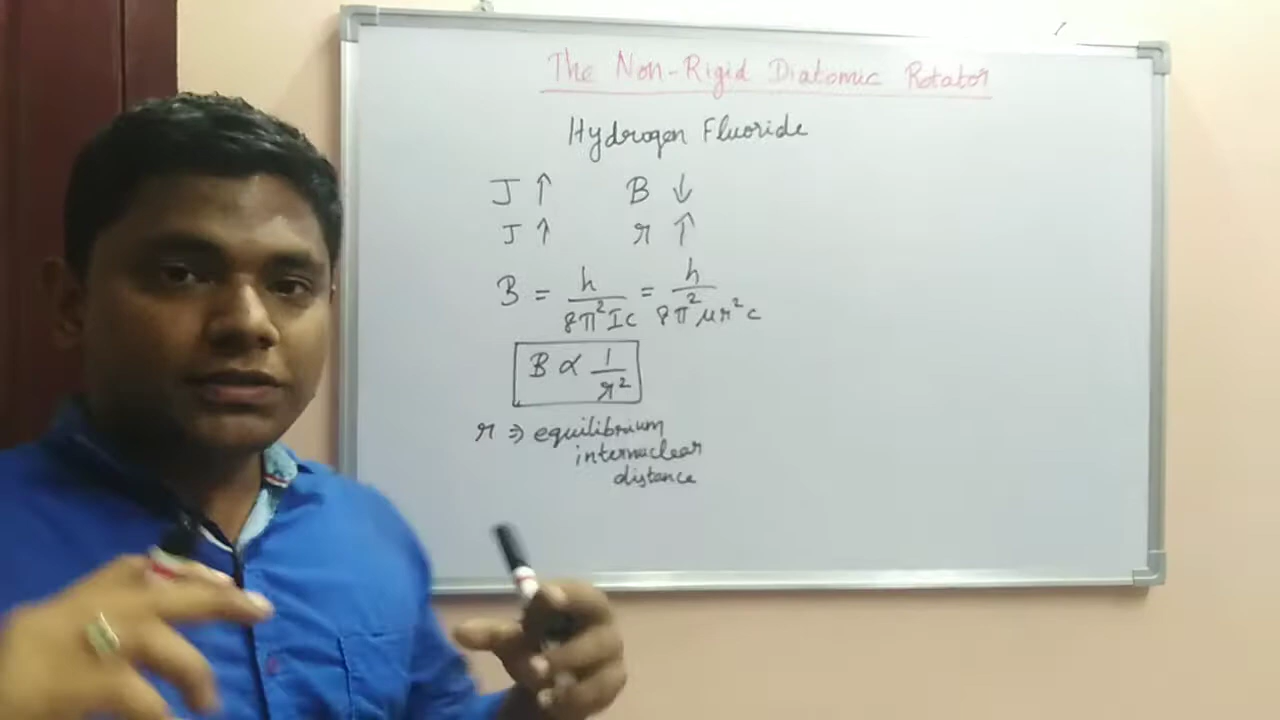 The Non-Rigid Diatomic Rotator
Hydrogen Fluoride
J ↑ B ↓
J ↑ r ↑
B = h / 8π²Ic = h / 8π²μr²c
B ∝ 1 / r²
r ⇒ equilibrium
internuclear
distance